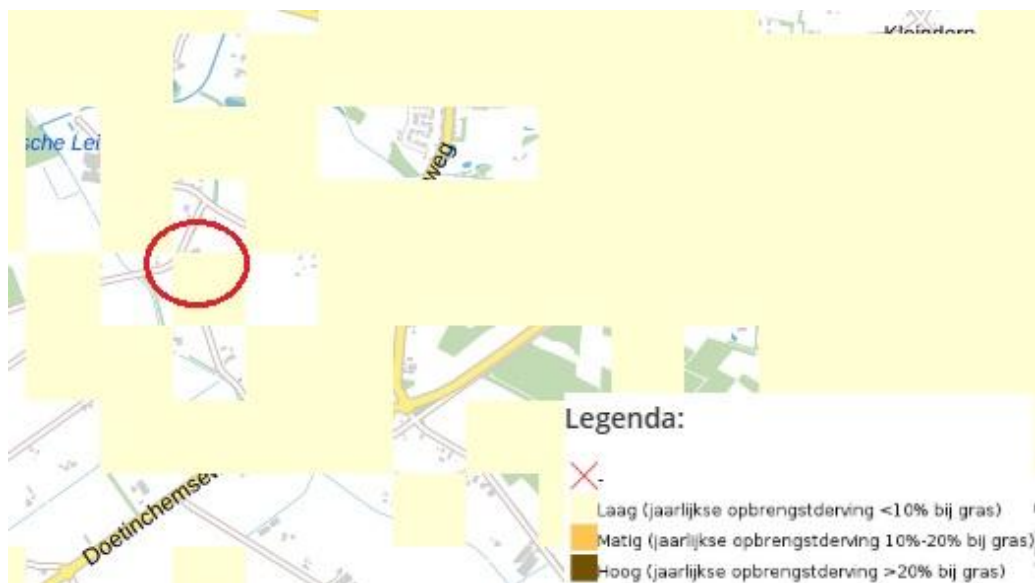 Kleindorp
sche Lei
weg
Doetinchemsew
Legenda:
-
Laag (jaarlijkse opbrengstderving <10% bij gras)
Matig (jaarlijkse opbrengstderving 10%-20% bij gras)
Hoog (jaarlijkse opbrengstderving >20% bij gras)